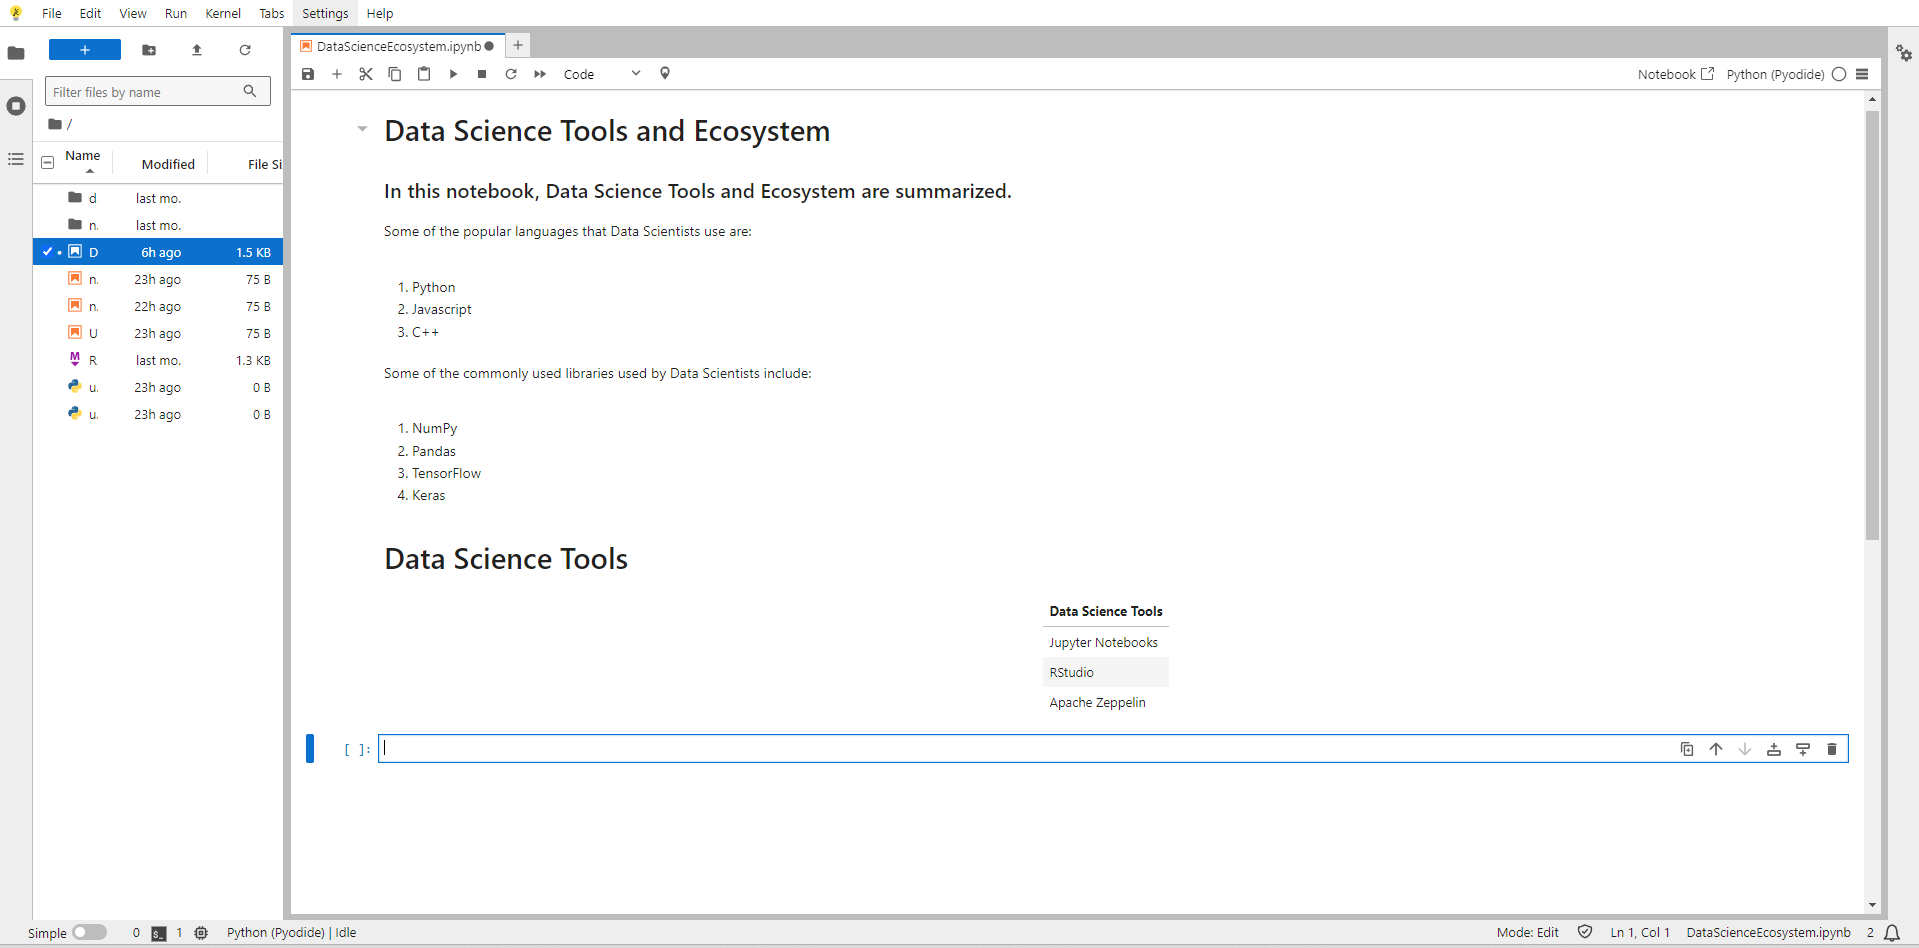 File Edit View Run Kernel Tabs Settings Help
DataScienceEcosystem.ipynb
Code
Notebook Python (Pyodide)
Filter files by name
/
Name Modified File Si
d last mo.
n. last mo.
D 6h ago 1.5 KB
n. 23h ago 75 B
n. 22h ago 75 B
U 23h ago 75 B
R last mo. 1.3 KB
u. 23h ago 0 B
u. 23h ago 0 B
Data Science Tools and Ecosystem
In this notebook, Data Science Tools and Ecosystem are summarized.
Some of the popular languages that Data Scientists use are:
1. Python
2. Javascript
3. C++
Some of the commonly used libraries used by Data Scientists include:
1. NumPy
2. Pandas
3. TensorFlow
4. Keras
Data Science Tools
Data Science Tools
Jupyter Notebooks
RStudio
Apache Zeppelin
[ ]:
Simple 0 1 Python (Pyodide) | Idle Mode: Edit Ln 1, Col 1 DataScienceEcosystem.ipynb 2